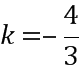 k = − 4/3